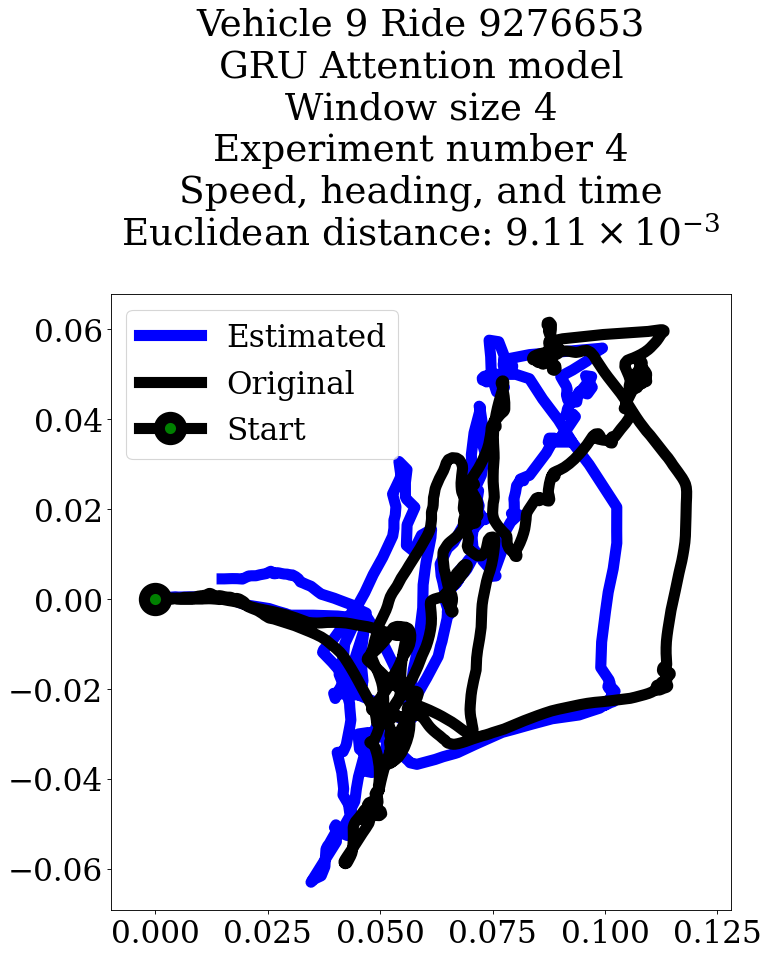 Vehicle 9 Ride 9276653
GRU Attention model
Window size 4
Experiment number 4
Speed, heading, and time
Euclidean distance: 9.11 × 10⁻³
Estimated
Original
Start
0.06
0.04
0.02
0.00
−0.02
−0.04
−0.06
0.000 0.025 0.050 0.075 0.100 0.125